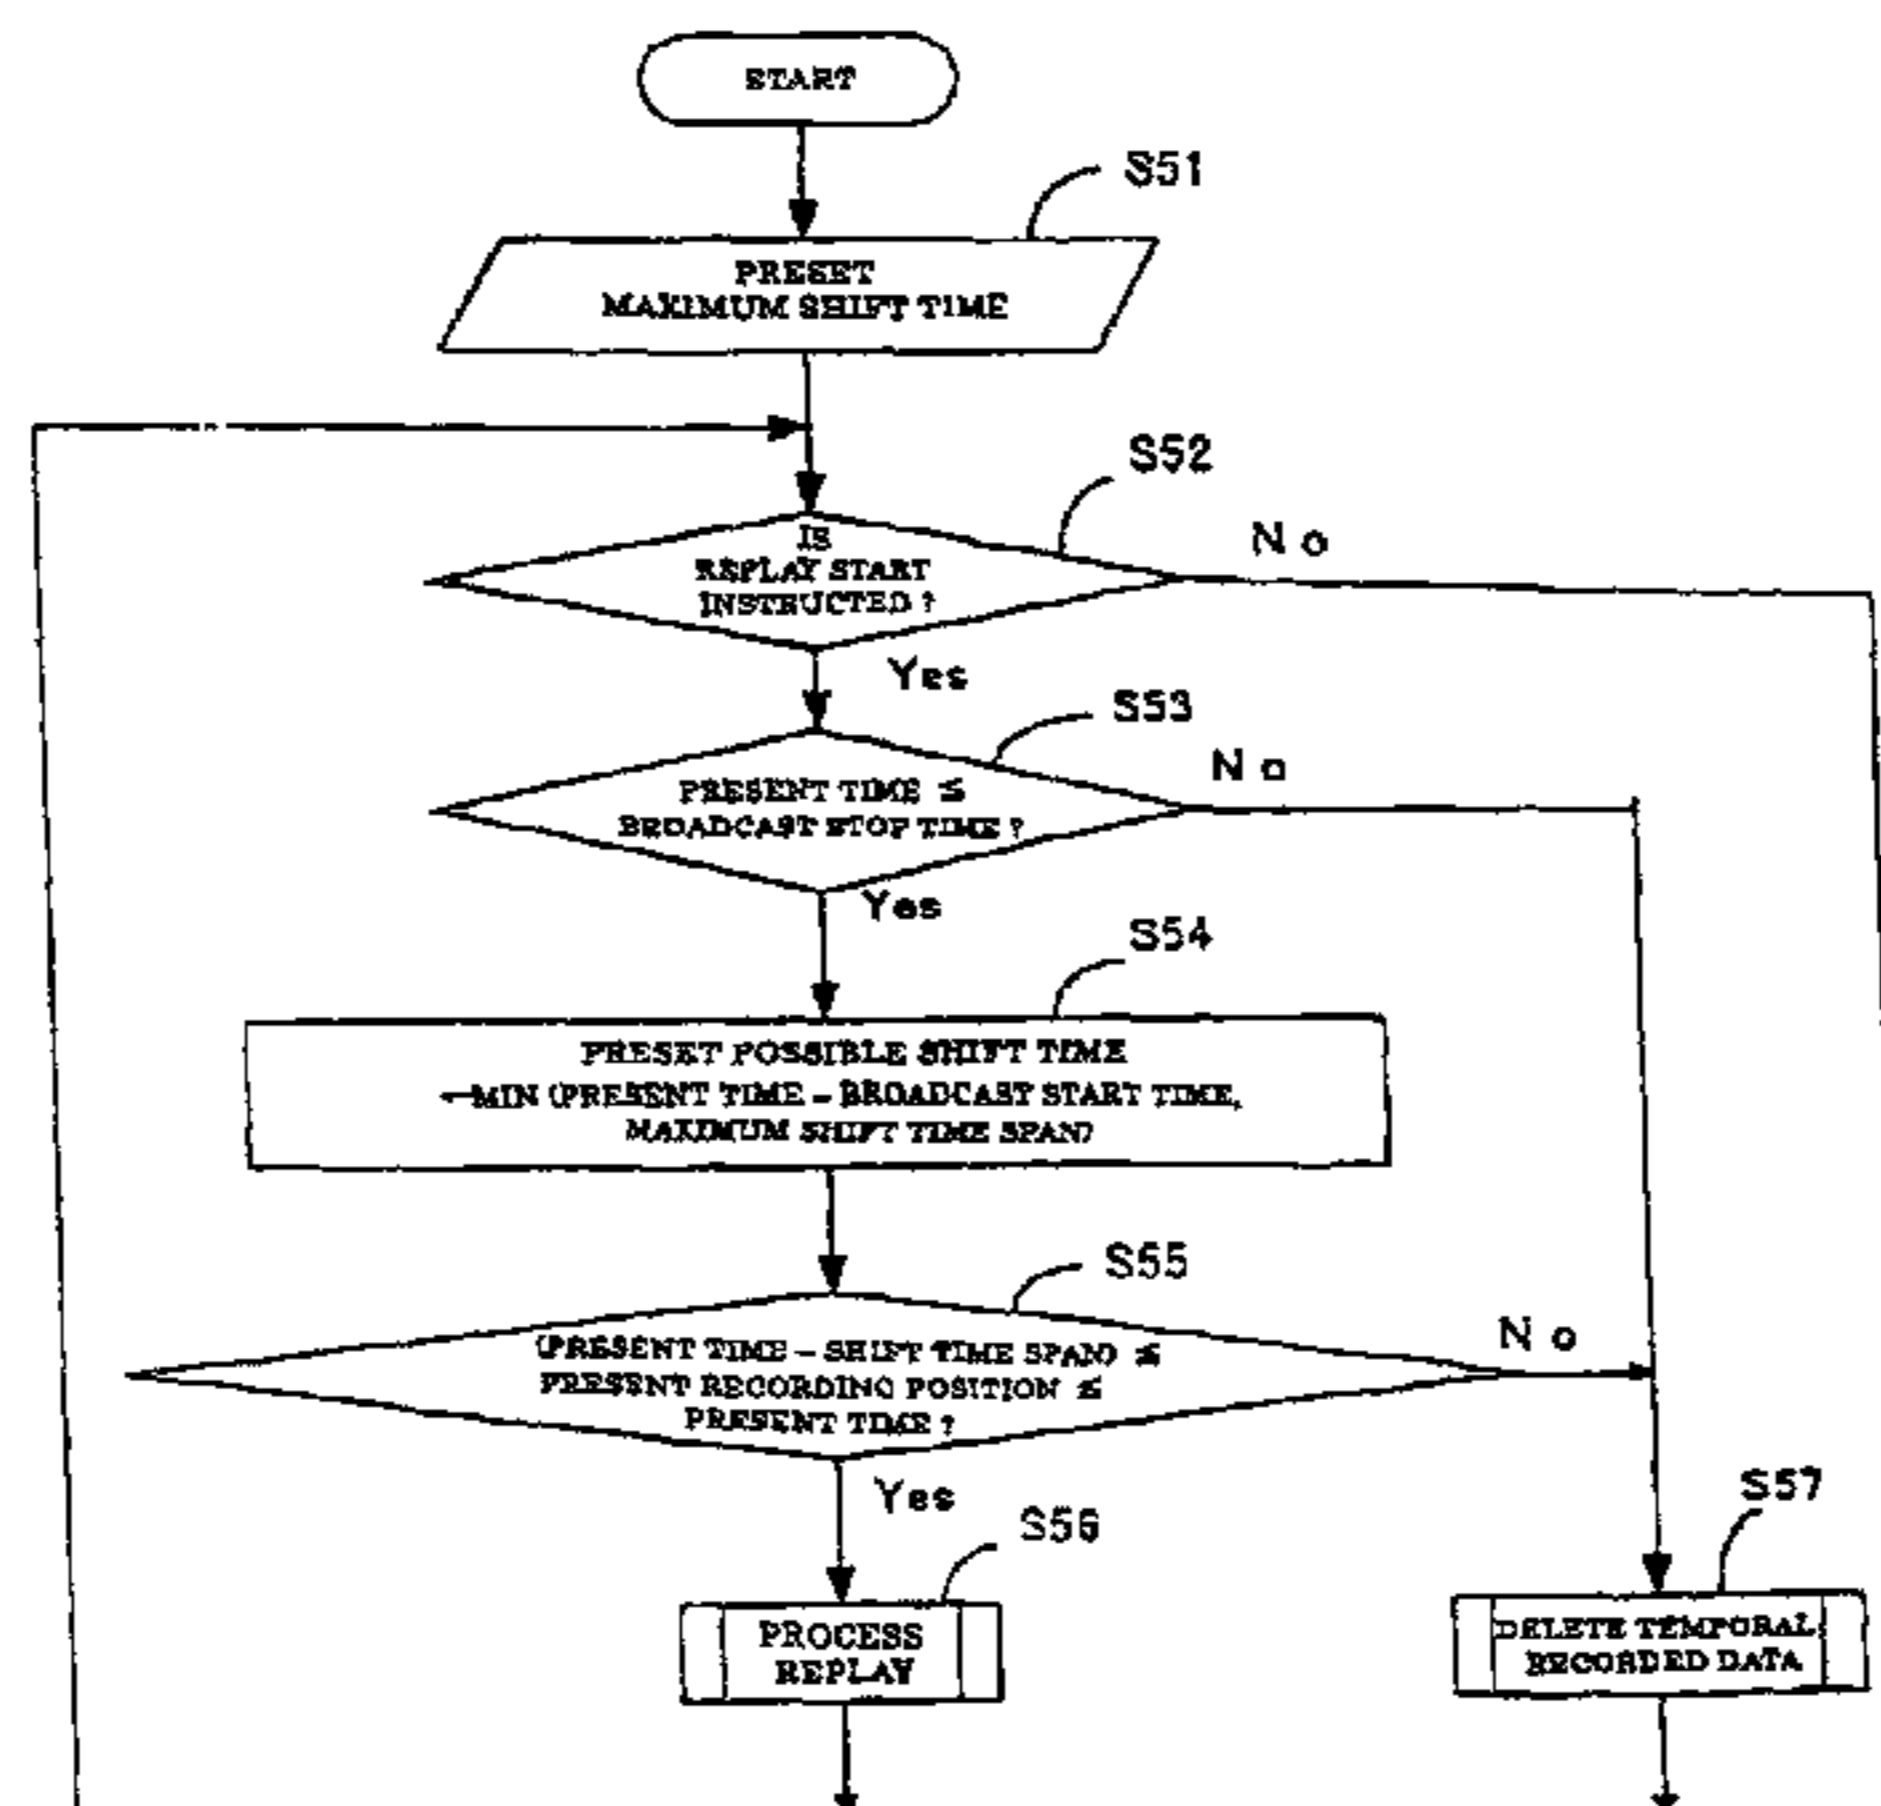 START
S51
PRESET
MAXIMUM SHIFT TIME
S52
No
IS
REPLAY START
INSTRUCTED ?
Yes
S53
No
PRESENT TIME ≦
BROADCAST STOP TIME ?
Yes
S54
PRESET POSSIBLE SHIFT TIME
←MIN (PRESENT TIME – BROADCAST START TIME,
MAXIMUM SHIFT TIME SPAN)
S55
No
(PRESENT TIME – SHIFT TIME SPAN) ≦
PRESENT RECORDING POSITION ≦
PRESENT TIME ?
Yes
S56
S57
PROCESS
REPLAY
DELETE TEMPORAL
RECORDED DATA